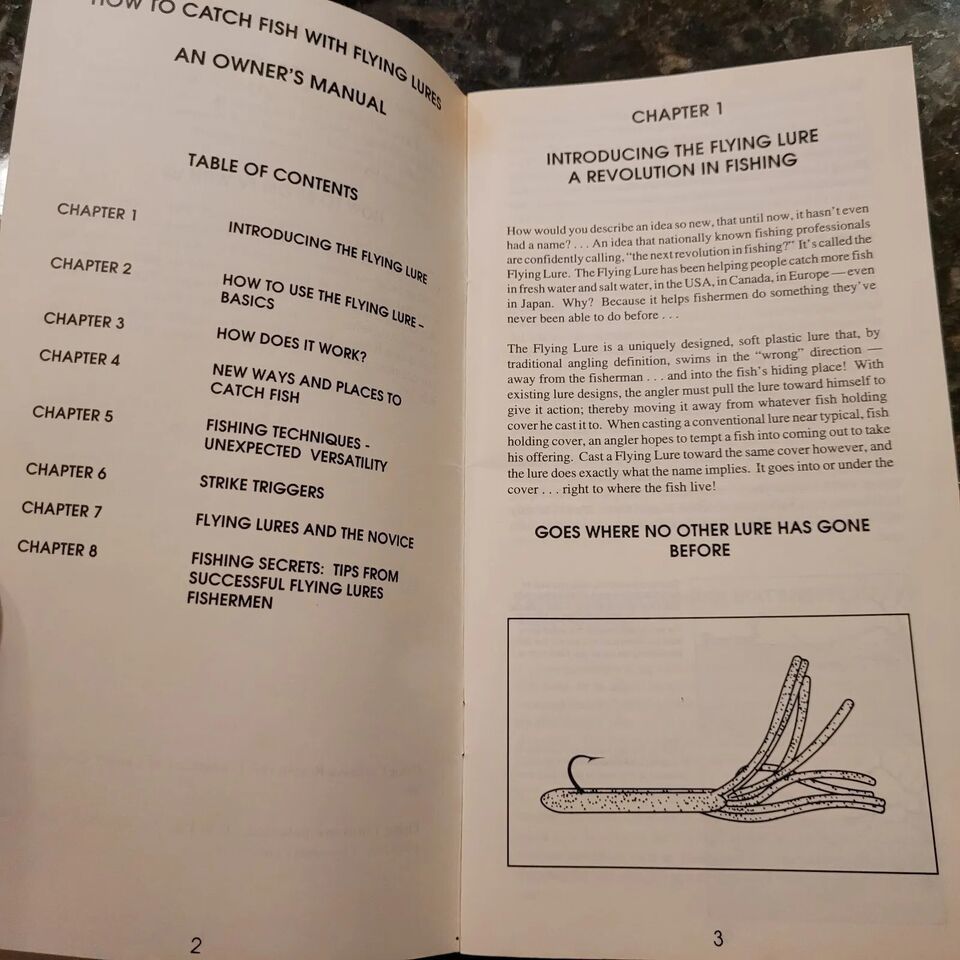 HOW TO CATCH FISH WITH FLYING LURES
AN OWNER'S MANUAL
TABLE OF CONTENTS
CHAPTER 1
INTRODUCING THE FLYING LURE
CHAPTER 2
HOW TO USE THE FLYING LURE –
BASICS
CHAPTER 3
HOW DOES IT WORK?
CHAPTER 4
NEW WAYS AND PLACES TO
CATCH FISH
CHAPTER 5
FISHING TECHNIQUES -
UNEXPECTED VERSATILITY
CHAPTER 6
STRIKE TRIGGERS
CHAPTER 7
FLYING LURES AND THE NOVICE
CHAPTER 8
FISHING SECRETS: TIPS FROM
SUCCESSFUL FLYING LURES
FISHERMEN
2
CHAPTER 1
INTRODUCING THE FLYING LURE
A REVOLUTION IN FISHING
How would you describe an idea so new, that until now, it hasn't even
had a name? . . . An idea that nationally known fishing professionals
are confidently calling, "the next revolution in fishing?" It's called the
Flying Lure. The Flying Lure has been helping people catch more fish
in fresh water and salt water, in the USA, in Canada, in Europe — even
in Japan. Why? Because it helps fishermen do something they've
never been able to do before . . .
The Flying Lure is a uniquely designed, soft plastic lure that, by
traditional angling definition, swims in the "wrong" direction —
away from the fisherman . . . and into the fish's hiding place! With
existing lure designs, the angler must pull the lure toward himself to
give it action; thereby moving it away from whatever fish holding
cover he cast it to. When casting a conventional lure near typical, fish
holding cover, an angler hopes to tempt a fish into coming out to take
his offering. Cast a Flying Lure toward the same cover however, and
the lure does exactly what the name implies. It goes into or under the
cover . . . right to where the fish live!
GOES WHERE NO OTHER LURE HAS GONE
BEFORE
3